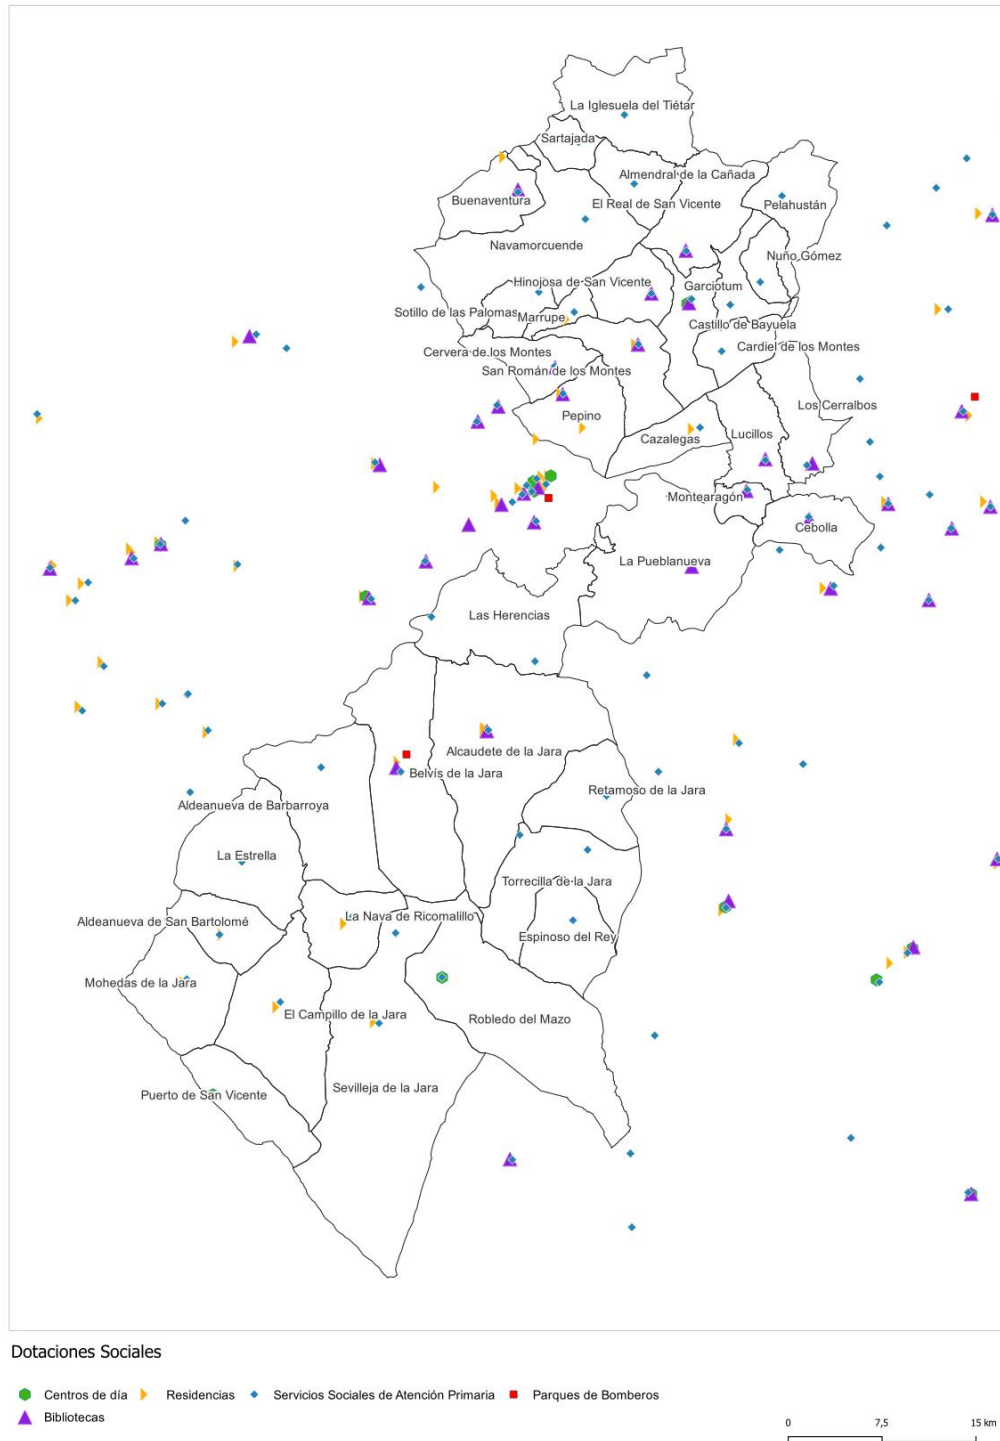 La Iglesuela del Tiétar
Sartajada
Almendral de la Cañada
Buenaventura
El Real de San Vicente
Pelahustán
Navamorcuende
Nuño Gómez
Hinojosa de San Vicente
Garciotum
Sotillo de las Palomas
Marrupe
Castillo de Bayuela
Cervera de los Montes
Cardiel de los Montes
San Román de los Montes
Los Cerralbos
Pepino
Cazalegas
Lucillos
Montearagón
Cebolla
La Pueblanueva
Las Herencias
Alcaudete de la Jara
Belvís de la Jara
Retamoso de la Jara
Aldeanueva de Barbarroya
La Estrella
Torrecilla de la Jara
La Nava de Ricomalillo
Aldeanueva de San Bartolomé
Espinoso del Rey
Mohedas de la Jara
El Campillo de la Jara
Robledo del Mazo
Sevilleja de la Jara
Puerto de San Vicente
Dotaciones Sociales
Centros de día Residencias Servicios Sociales de Atención Primaria Parques de Bomberos
Bibliotecas
0 7,5 15 km